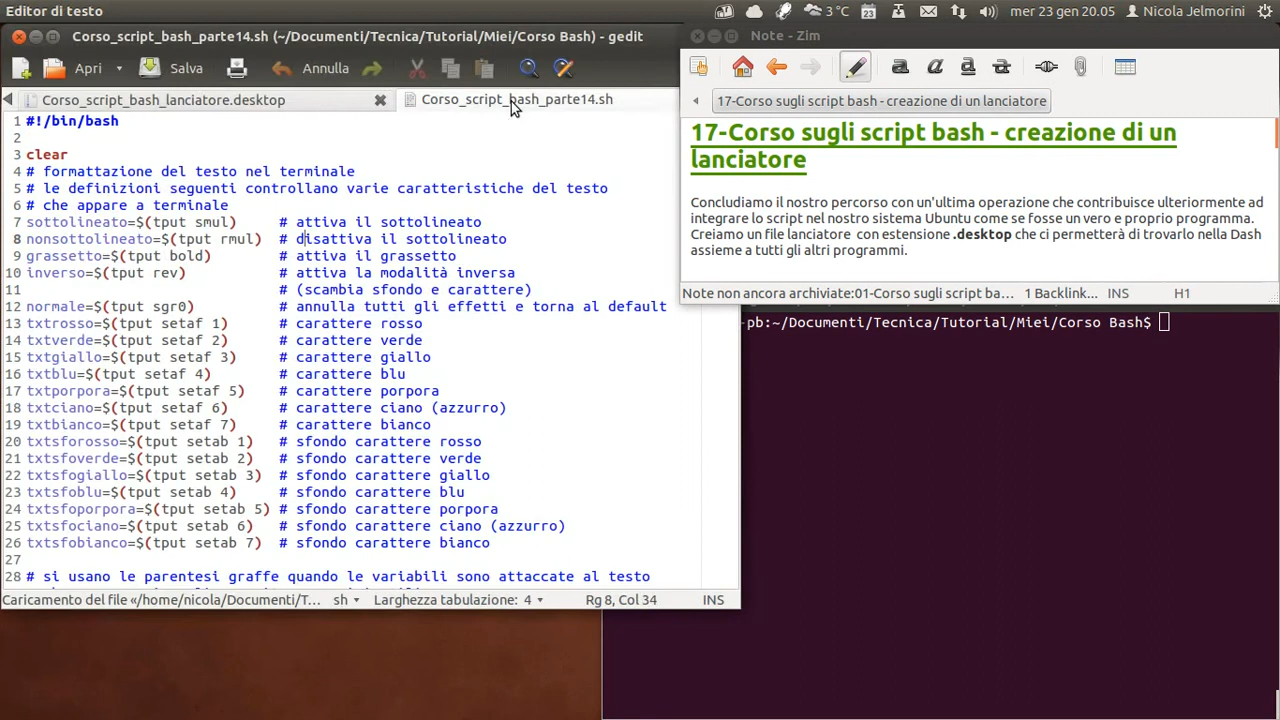 Editor di testo
3 °C
mer 23 gen 20.05
Nicola Jelmorini
Corso_script_bash_parte14.sh (~/Documenti/Tecnica/Tutorial/Miei/Corso Bash) - gedit
Apri
Salva
Annulla
Corso_script_bash_lanciatore.desktop
Corso_script_bash_parte14.sh
1 #!/bin/bash
2
3 clear
4 # formattazione del testo nel terminale
5 # le definizioni seguenti controllano varie caratteristiche del testo
6 # che appare a terminale
7 sottolineato=$(tput smul)     # attiva il sottolineato
8 nonsottolineato=$(tput rmul)  # disattiva il sottolineato
9 grassetto=$(tput bold)        # attiva il grassetto
10 inverso=$(tput rev)           # attiva la modalità inversa
11                               # (scambia sfondo e carattere)
12 normale=$(tput sgr0)          # annulla tutti gli effetti e torna al default
13 txtrosso=$(tput setaf 1)      # carattere rosso
14 txtverde=$(tput setaf 2)      # carattere verde
15 txtgiallo=$(tput setaf 3)     # carattere giallo
16 txtblu=$(tput setaf 4)        # carattere blu
17 txtporpora=$(tput setaf 5)    # carattere porpora
18 txtciano=$(tput setaf 6)      # carattere ciano (azzurro)
19 txtbianco=$(tput setaf 7)     # carattere bianco
20 txtsforosso=$(tput setab 1)   # sfondo carattere rosso
21 txtsfoverde=$(tput setab 2)   # sfondo carattere verde
22 txtsfogiallo=$(tput setab 3)  # sfondo carattere giallo
23 txtsfoblu=$(tput setab 4)     # sfondo carattere blu
24 txtsfoporpora=$(tput setab 5) # sfondo carattere porpora
25 txtsfociano=$(tput setab 6)   # sfondo carattere ciano (azzurro)
26 txtsfobianco=$(tput setab 7)  # sfondo carattere bianco
27
28 # si usano le parentesi graffe quando le variabili sono attaccate al testo
Caricamento del file «/home/nicola/Documenti/T...
sh
Larghezza tabulazione: 4
Rg 8, Col 34
INS
Note - Zim
17-Corso sugli script bash - creazione di un lanciatore
17-Corso sugli script bash - creazione di un
lanciatore
Concludiamo il nostro percorso con un'ultima operazione che contribuisce ulteriormente ad
integrare lo script nel nostro sistema Ubuntu come se fosse un vero e proprio programma.
Creiamo un file lanciatore con estensione .desktop che ci permetterà di trovarlo nella Dash
assieme a tutti gli altri programmi.
Note non ancora archiviate:01-Corso sugli script ba...
1 Backlink...
INS
H1
-pb:~/Documenti/Tecnica/Tutorial/Miei/Corso Bash$